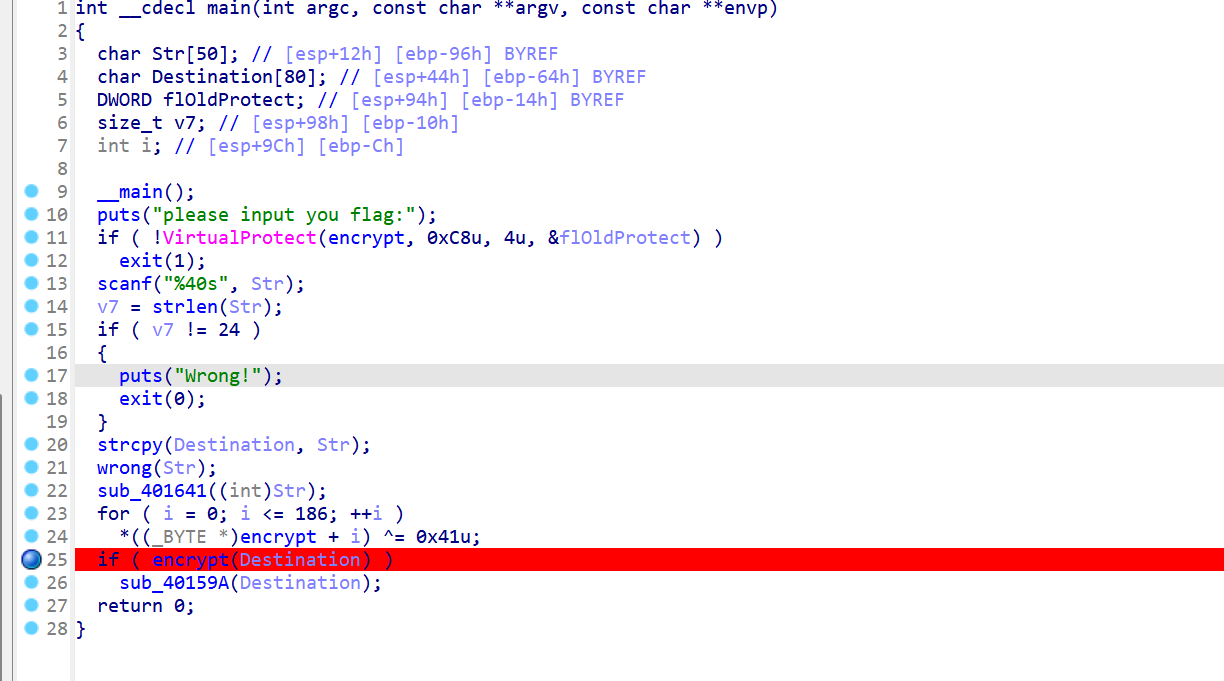 1 int __cdecl main(int argc, const char **argv, const char **envp)
2 {
3   char Str[50]; // [esp+12h] [ebp-96h] BYREF
4   char Destination[80]; // [esp+44h] [ebp-64h] BYREF
5   DWORD flOldProtect; // [esp+94h] [ebp-14h] BYREF
6   size_t v7; // [esp+98h] [ebp-10h]
7   int i; // [esp+9Ch] [ebp-Ch]
8
9   __main();
10   puts("please input you flag:");
11   if ( !VirtualProtect(encrypt, 0xC8u, 4u, &flOldProtect) )
12     exit(1);
13   scanf("%40s", Str);
14   v7 = strlen(Str);
15   if ( v7 != 24 )
16   {
17     puts("Wrong!");
18     exit(0);
19   }
20   strcpy(Destination, Str);
21   wrong(Str);
22   sub_401641((int)Str);
23   for ( i = 0; i <= 186; ++i )
24     *((_BYTE *)encrypt + i) ^= 0x41u;
25   if ( encrypt(Destination) )
26     sub_40159A(Destination);
27   return 0;
28 }